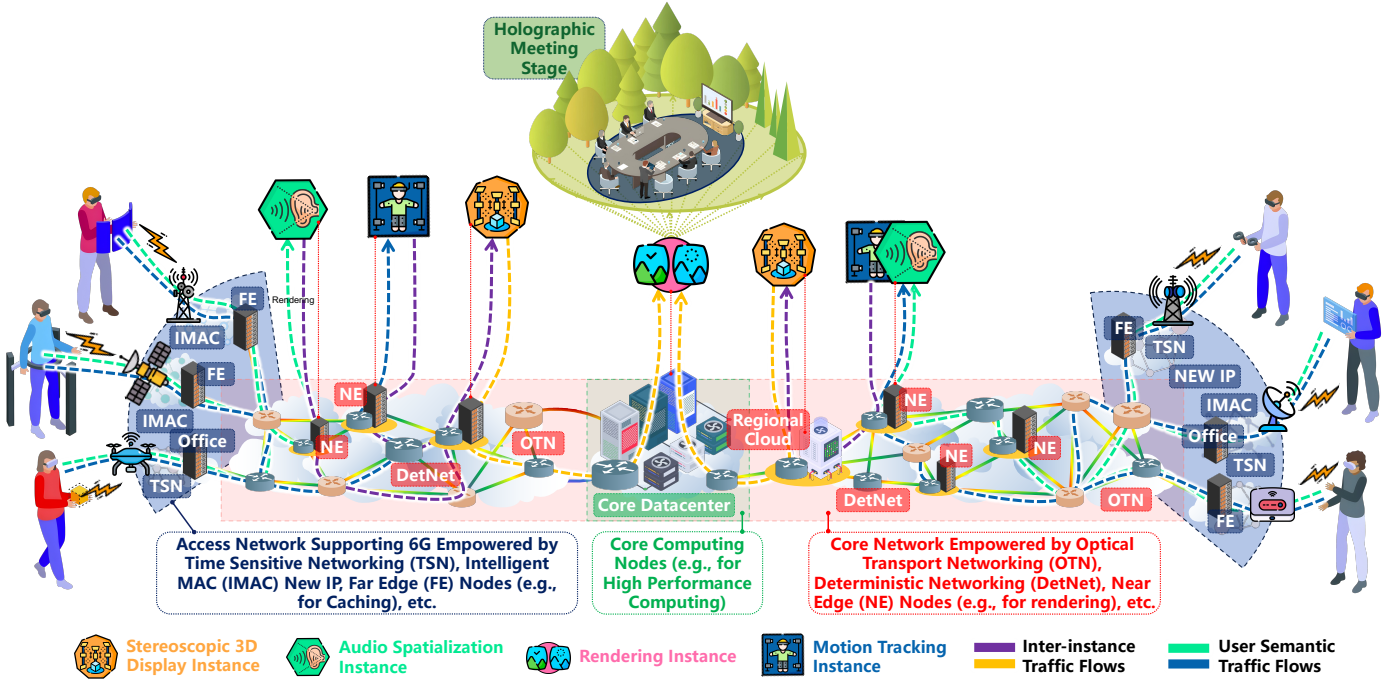 Holographic
Meeting
Stage
FE
Rendering
IMAC
FE
IMAC
Office
TSN
NE
NE
DetNet
OTN
Core Datacenter
Regional
Cloud
NE
NE
NE
DetNet
OTN
FE
TSN
NEW IP
IMAC
Office
TSN
FE
Access Network Supporting 6G Empowered by
Time Sensitive Networking (TSN), Intelligent
MAC (IMAC) New IP, Far Edge (FE) Nodes (e.g.,
for Caching), etc.
Core Computing
Nodes (e.g., for
High Performance
Computing)
Core Network Empowered by Optical
Transport Networking (OTN),
Deterministic Networking (DetNet), Near
Edge (NE) Nodes (e.g., for rendering), etc.
Stereoscopic 3D
Display Instance
Audio Spatialization
Instance
Rendering Instance
Motion Tracking
Instance
Inter-instance
Traffic Flows
User Semantic
Traffic Flows